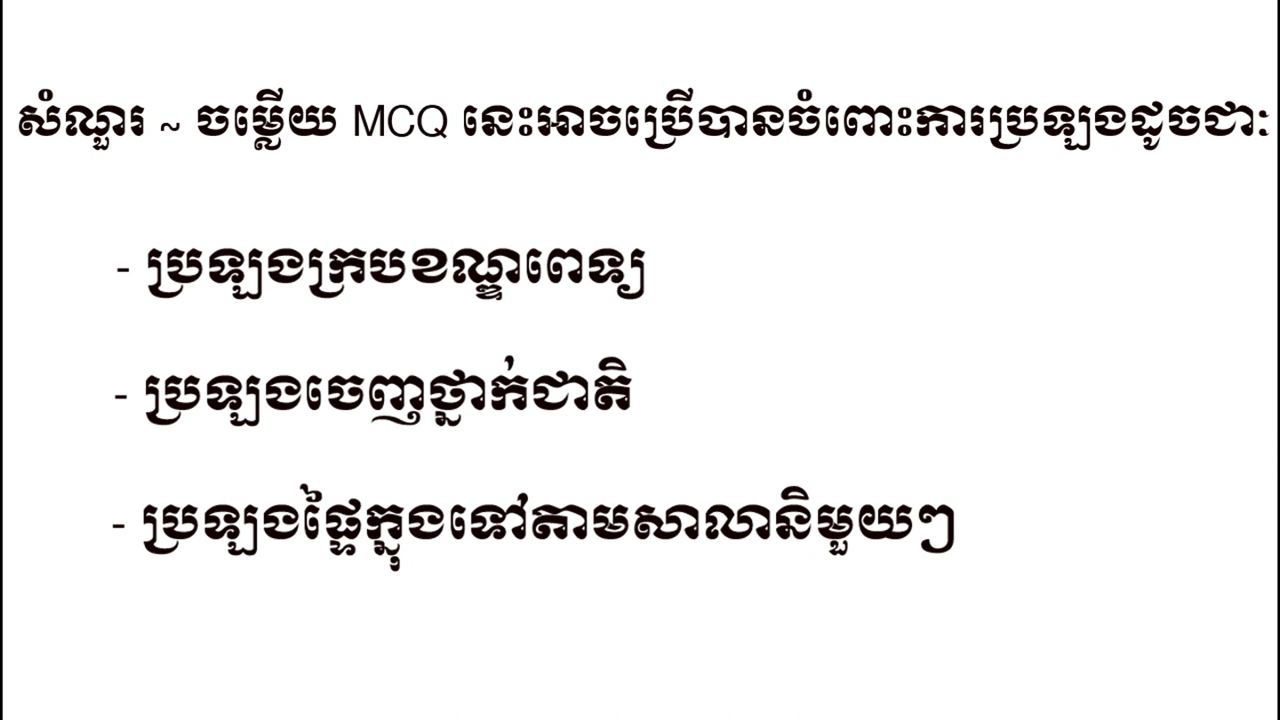 សំណួរ ~ ចម្លើយ MCQ នេះអាចប្រើបានចំពោះការប្រឡងដូចជាៈ
- ប្រឡងក្របខណ្ឌពេទ្យ
- ប្រឡងចេញថ្នាក់ជាតិ
- ប្រឡងផ្ទៃក្នុងទៅតាមសាលានិមួយៗ